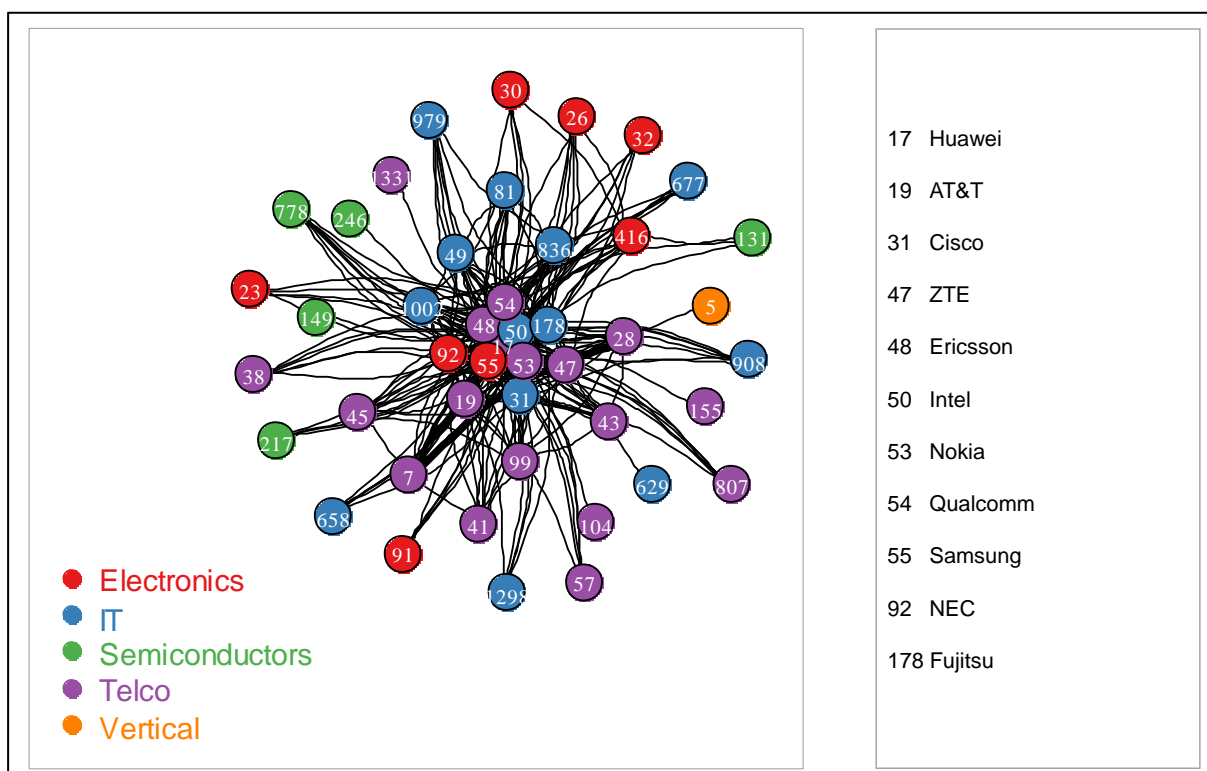 30
26
979
32
1331
677
81
778
246
416
131
836
49
23
54
1002
5
149
48
50
178
28
17
92
55
53
47
908
38
31
19
155
45
43
217
99
7
629
807
658
41
104
91
57
1298
Electronics
IT
Semiconductors
Telco
Vertical
17 Huawei
19 AT&T
31 Cisco
47 ZTE
48 Ericsson
50 Intel
53 Nokia
54 Qualcomm
55 Samsung
92 NEC
178 Fujitsu